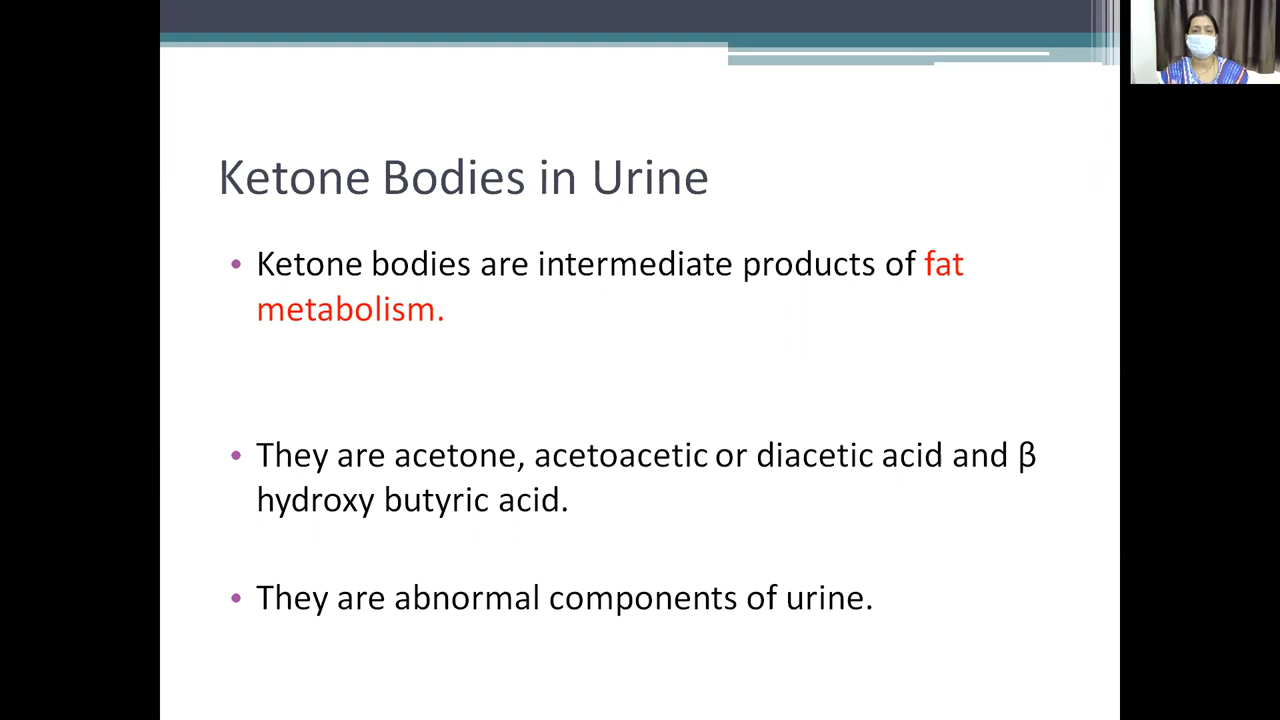 Ketone Bodies in Urine
• Ketone bodies are intermediate products of fat
metabolism.
• They are acetone, acetoacetic or diacetic acid and β
hydroxy butyric acid.
• They are abnormal components of urine.